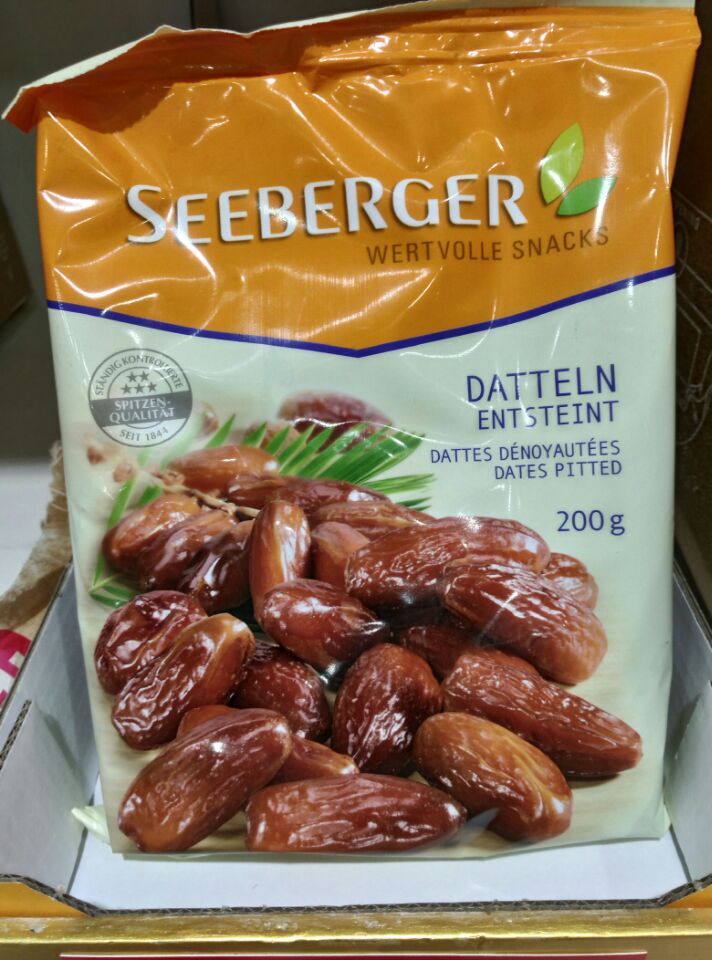 SEEBERGER
WERTVOLLE SNACKS
STÄNDIG KONTROLLIERTE
SPITZEN-
QUALITÄT
SEIT 1844
DATTELN
ENTSTEINT
DATTES DÉNOYAUTÉES
DATES PITTED
200g